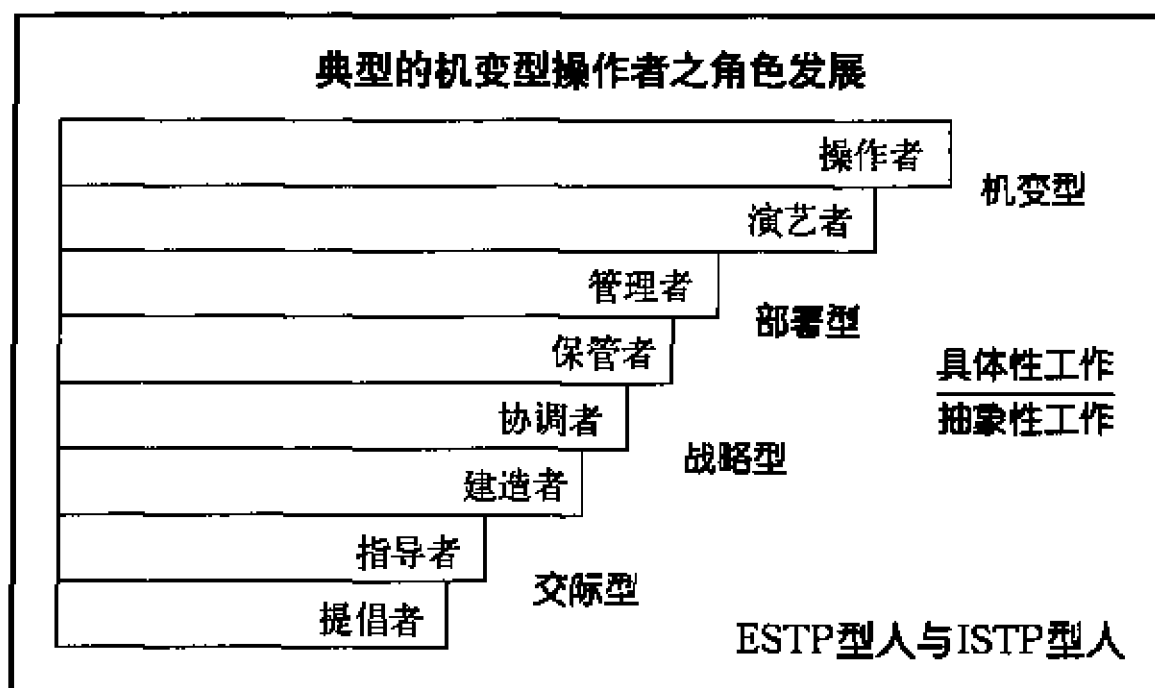 典型的机变型操作者之角色发展
操作者
机变型
演艺者
管理者
部署型
保管者
具体性工作
协调者
抽象性工作
战略型
建造者
指导者
交际型
提倡者
ESTP型人与ISTP型人